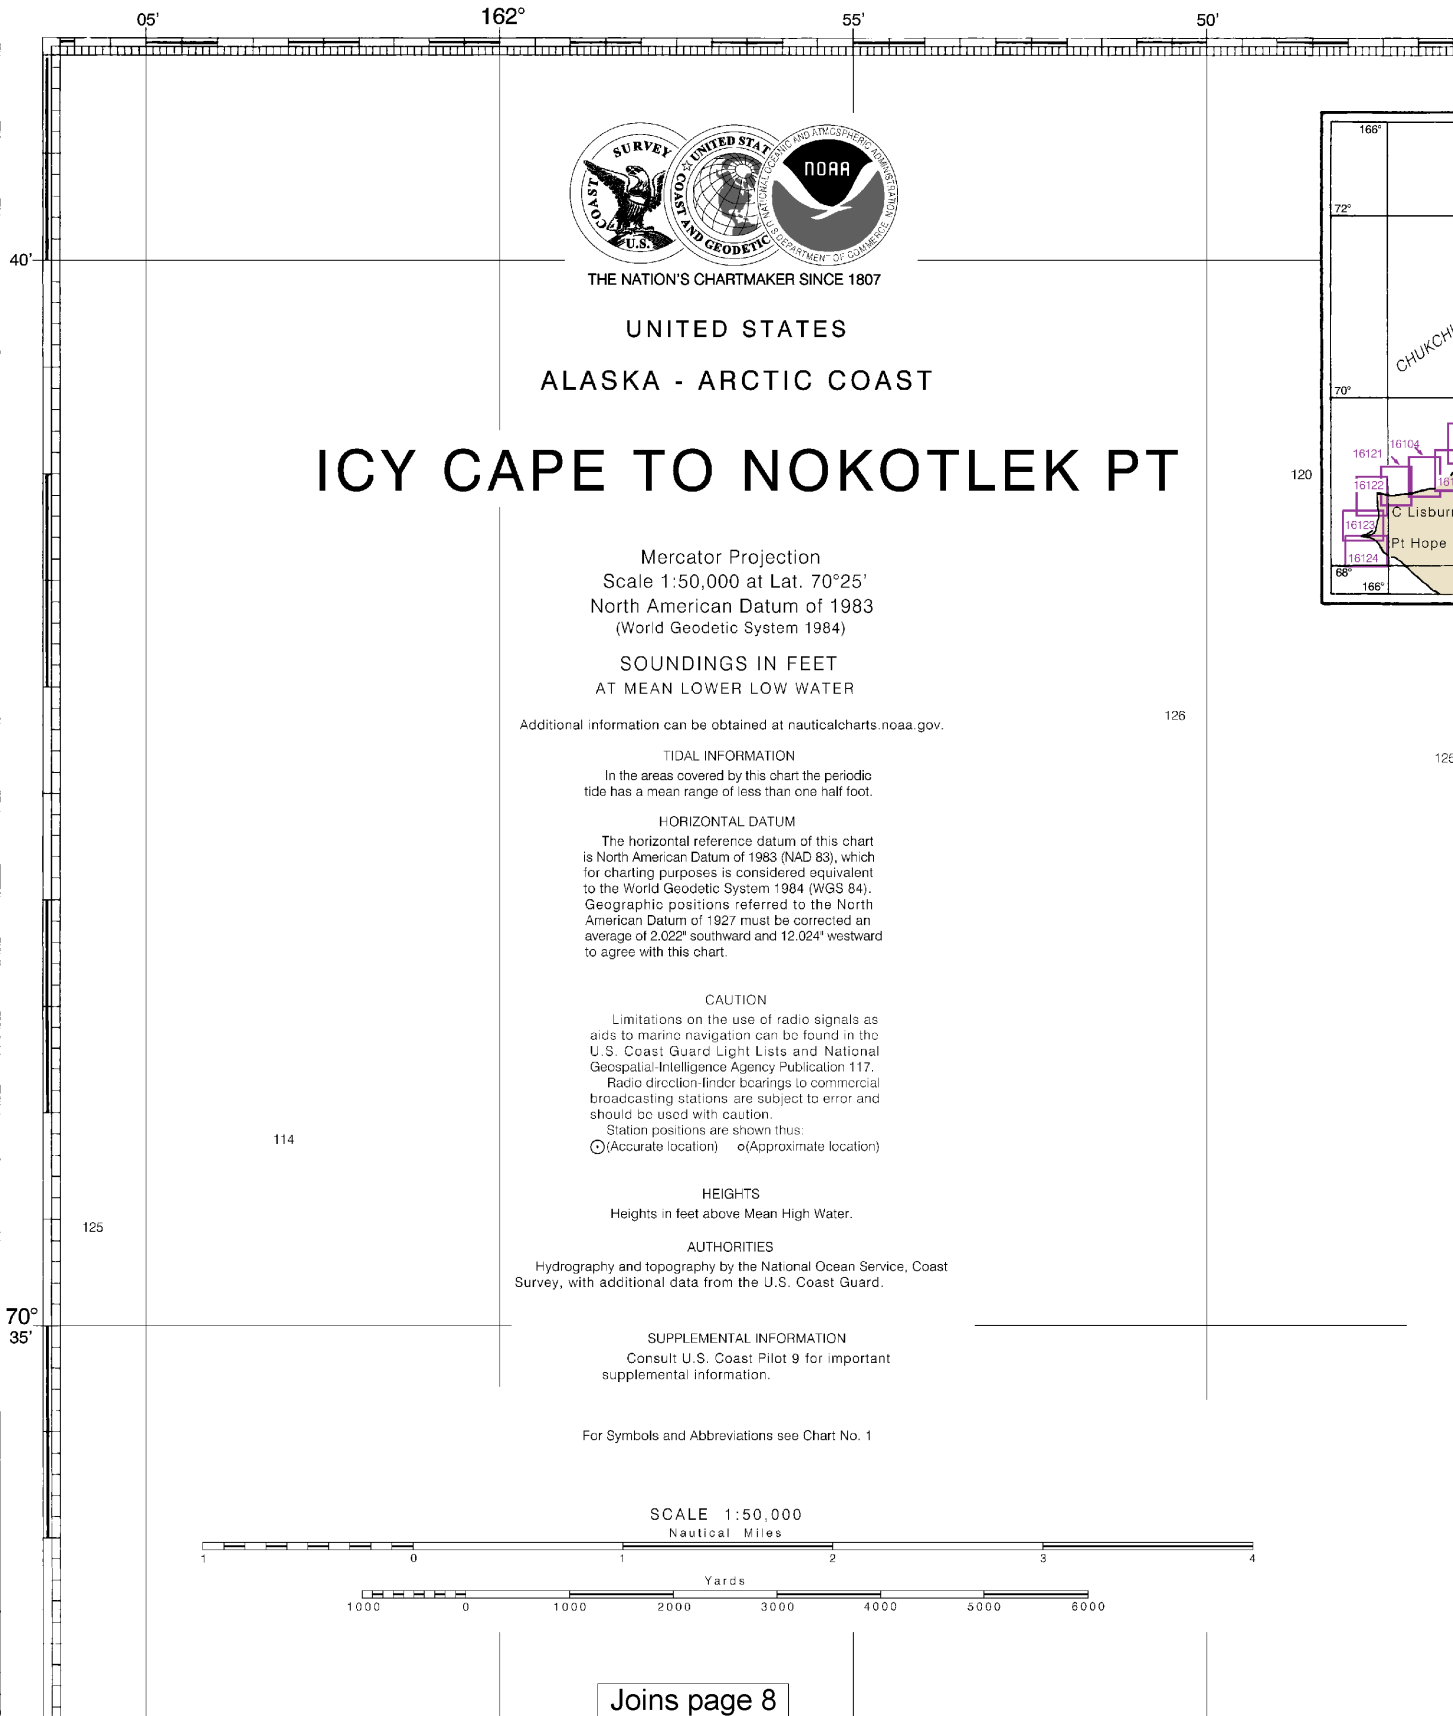 05'
162°
55'
50'
COAST SURVEY
U.S.
UNITED STAT
COAST AND GEODETIC
NATIONAL OCEANIC AND ATMOSPHERIC ADMINISTRATION
U.S. DEPARTMENT OF COMMERCE
NOAA
THE NATION'S CHARTMAKER SINCE 1807
40'
UNITED STATES
ALASKA - ARCTIC COAST
ICY CAPE TO NOKOTLEK PT
Mercator Projection
Scale 1:50,000 at Lat. 70°25'
North American Datum of 1983
(World Geodetic System 1984)
SOUNDINGS IN FEET
AT MEAN LOWER LOW WATER
Additional information can be obtained at nauticalcharts.noaa.gov.
TIDAL INFORMATION
In the areas covered by this chart the periodic
tide has a mean range of less than one half foot.
HORIZONTAL DATUM
The horizontal reference datum of this chart
is North American Datum of 1983 (NAD 83), which
for charting purposes is considered equivalent
to the World Geodetic System 1984 (WGS 84).
Geographic positions referred to the North
American Datum of 1927 must be corrected an
average of 2.022" southward and 12.024" westward
to agree with this chart.
CAUTION
Limitations on the use of radio signals as
aids to marine navigation can be found in the
U.S. Coast Guard Light Lists and National
Geospatial-Intelligence Agency Publication 117.
Radio direction-finder bearings to commercial
broadcasting stations are subject to error and
should be used with caution.
Station positions are shown thus:
(Accurate location) o(Approximate location)
HEIGHTS
Heights in feet above Mean High Water.
AUTHORITIES
Hydrography and topography by the National Ocean Service, Coast
Survey, with additional data from the U.S. Coast Guard.
SUPPLEMENTAL INFORMATION
Consult U.S. Coast Pilot 9 for important
supplemental information.
For Symbols and Abbreviations see Chart No. 1
SCALE 1:50,000
Nautical Miles
1 0 1 2 3 4
Yards
1000 0 1000 2000 3000 4000 5000 6000
Joins page 8
70°
35'
114
125
126
125
120
166°
72°
CHUKCH
70°
16104
16121
16122
161
C Lisbur
16123
Pt Hope
16124
68°
166°